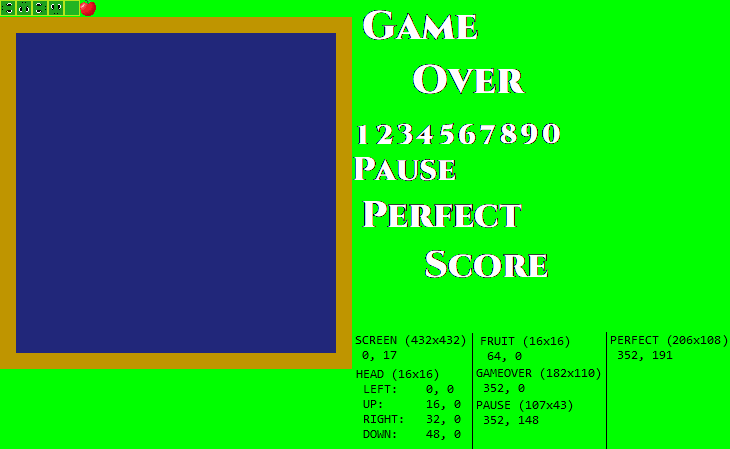 GAME
OVER
1234567890
PAUSE
PERFECT
SCORE
SCREEN (432x432)
0, 17
HEAD (16x16)
LEFT: 0, 0
UP: 16, 0
RIGHT: 32, 0
DOWN: 48, 0
FRUIT (16x16)
64, 0
GAMEOVER (182x110)
352, 0
PAUSE (107x43)
352, 148
PERFECT (206x108)
352, 191